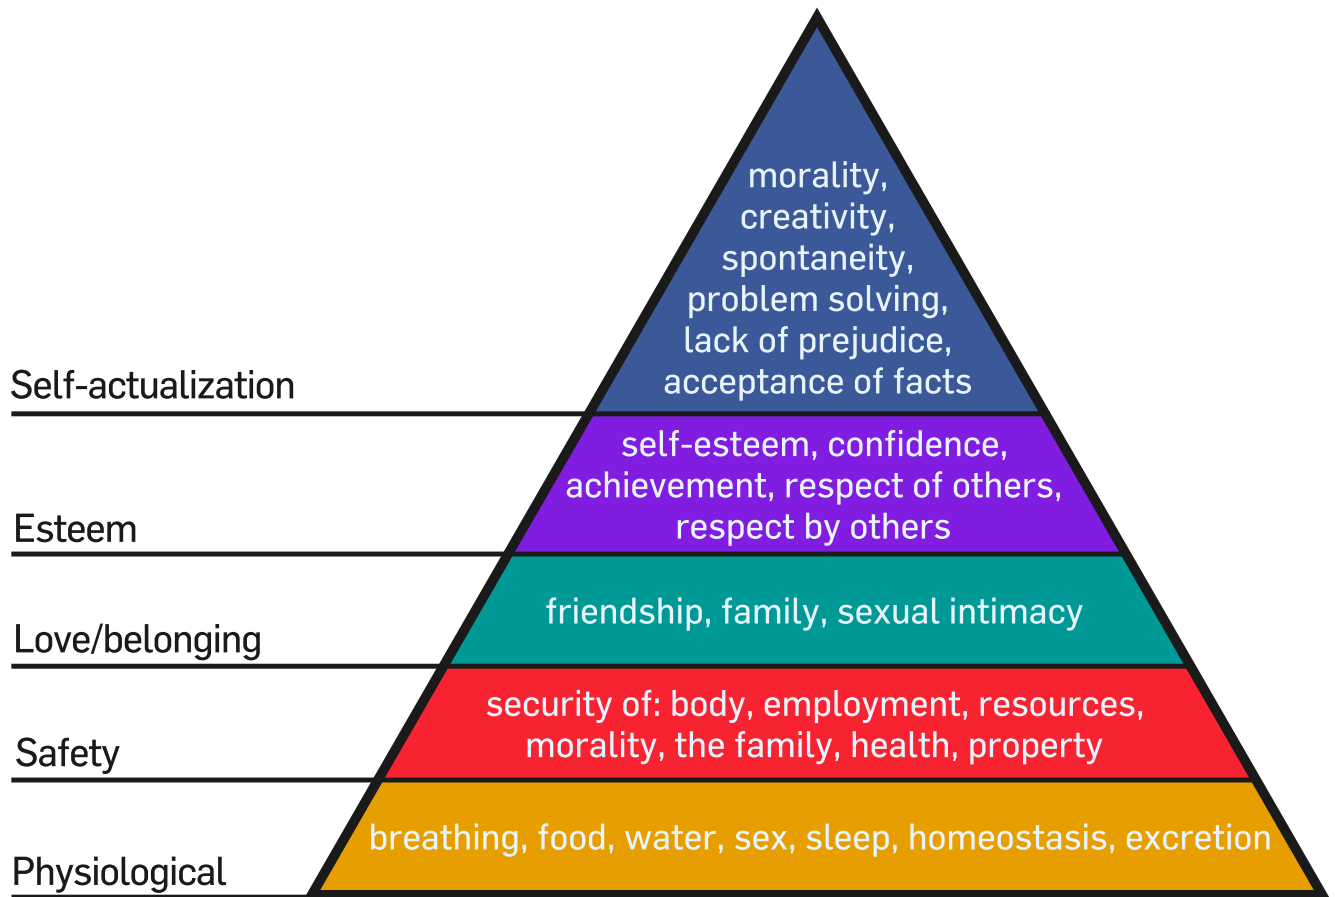 morality,
creativity,
spontaneity,
problem solving,
lack of prejudice,
acceptance of facts
Self-actualization
self-esteem, confidence,
achievement, respect of others,
respect by others
Esteem
friendship, family, sexual intimacy
Love/belonging
security of: body, employment, resources,
morality, the family, health, property
Safety
breathing, food, water, sex, sleep, homeostasis, excretion
Physiological